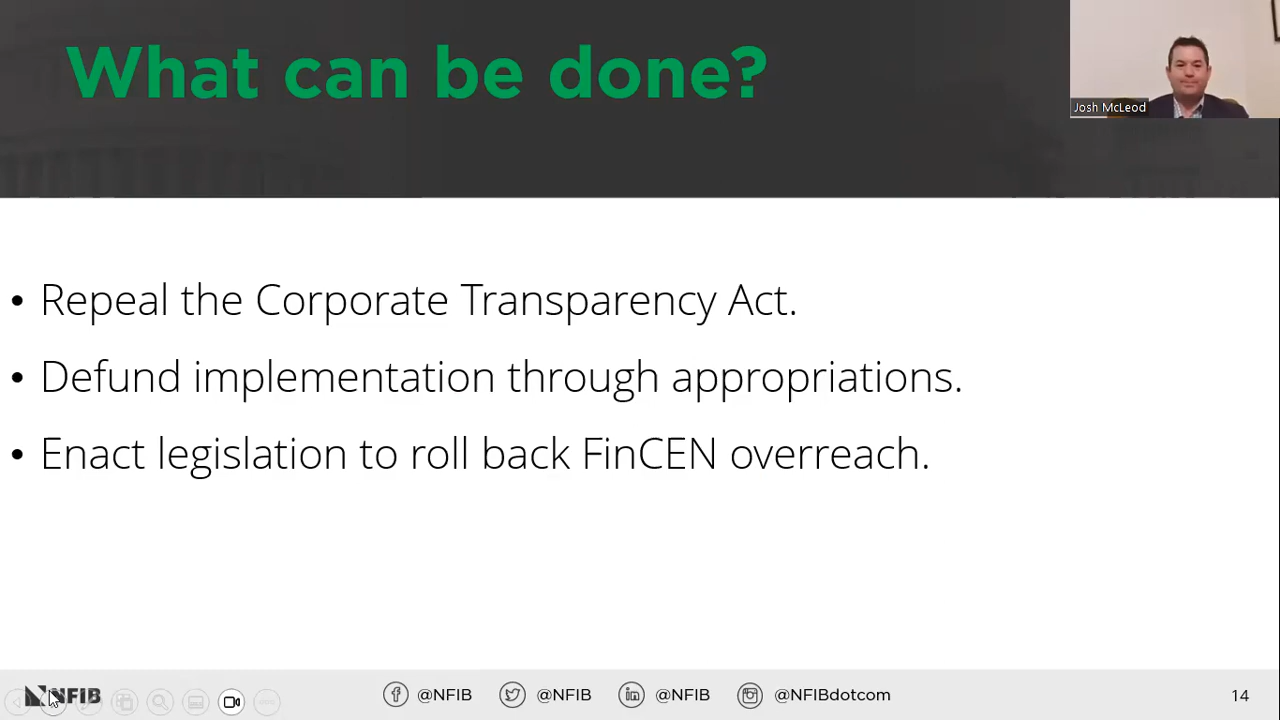 What can be done?
Josh McLeod
• Repeal the Corporate Transparency Act.
• Defund implementation through appropriations.
• Enact legislation to roll back FinCEN overreach.
NFIB
@NFIB
@NFIB
@NFIB
@NFIBdotcom
14